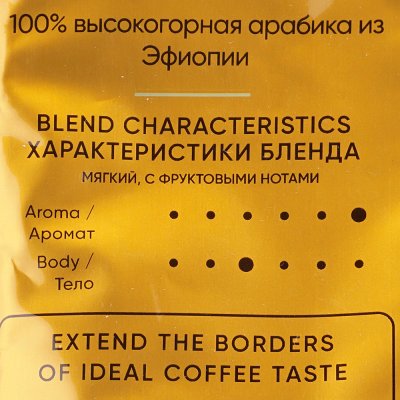 100% высокогорная арабика из
Эфиопии
BLEND CHARACTERISTICS
ХАРАКТЕРИСТИКИ БЛЕНДА
МЯГКИЙ, С ФРУКТОВЫМИ НОТАМИ
Aroma /
Аромат
Body /
Тело
EXTEND THE BORDERS
OF IDEAL COFFEE TASTE